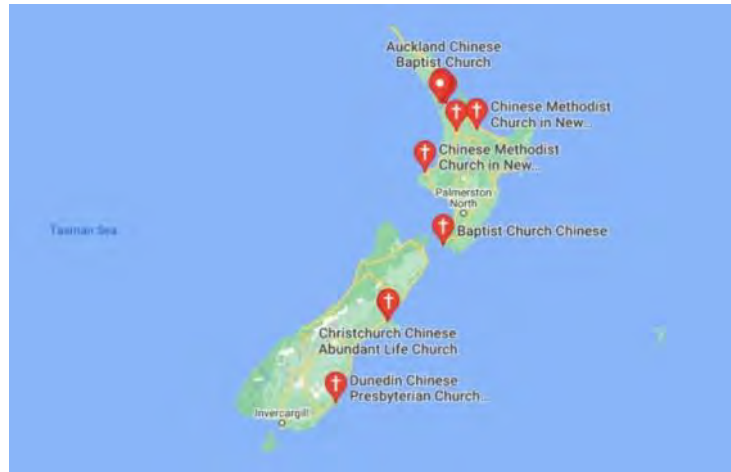 Auckland Chinese
Baptist Church
Chinese Methodist
Church in New...
Chinese Methodist
Church in New...
Palmerston
North
Baptist Church Chinese
Tasman Sea
Christchurch Chinese
Abundant Life Church
Dunedin Chinese
Presbyterian Church...
Invercargill